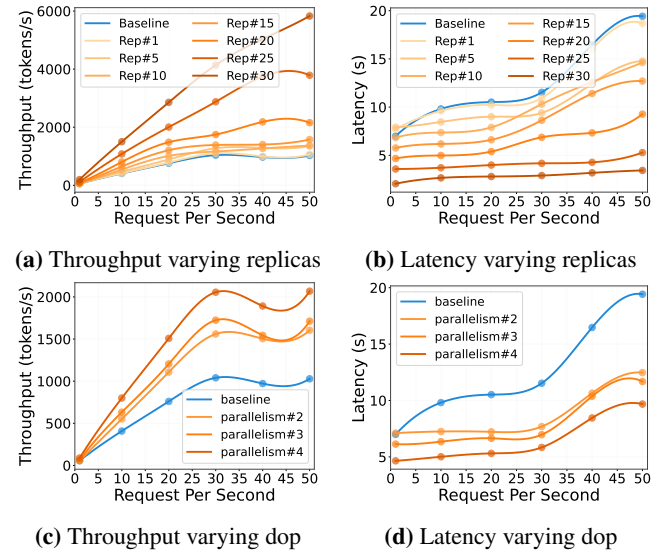 Throughput (tokens/s)
6000
4000
2000
0
Baseline
Rep#1
Rep#5
Rep#10
Rep#15
Rep#20
Rep#25
Rep#30
0 5 10 15 20 25 30 35 40 45 50
Request Per Second
(a) Throughput varying replicas
Latency (s)
20
15
10
5
Baseline
Rep#1
Rep#5
Rep#10
Rep#15
Rep#20
Rep#25
Rep#30
0 5 10 15 20 25 30 35 40 45 50
Request Per Second
(b) Latency varying replicas
Throughput (tokens/s)
2000
1500
1000
500
0
baseline
parallelism#2
parallelism#3
parallelism#4
0 5 10 15 20 25 30 35 40 45 50
Request Per Second
(c) Throughput varying dop
Latency (s)
20
15
10
5
baseline
parallelism#2
parallelism#3
parallelism#4
0 5 10 15 20 25 30 35 40 45 50
Request Per Second
(d) Latency varying dop